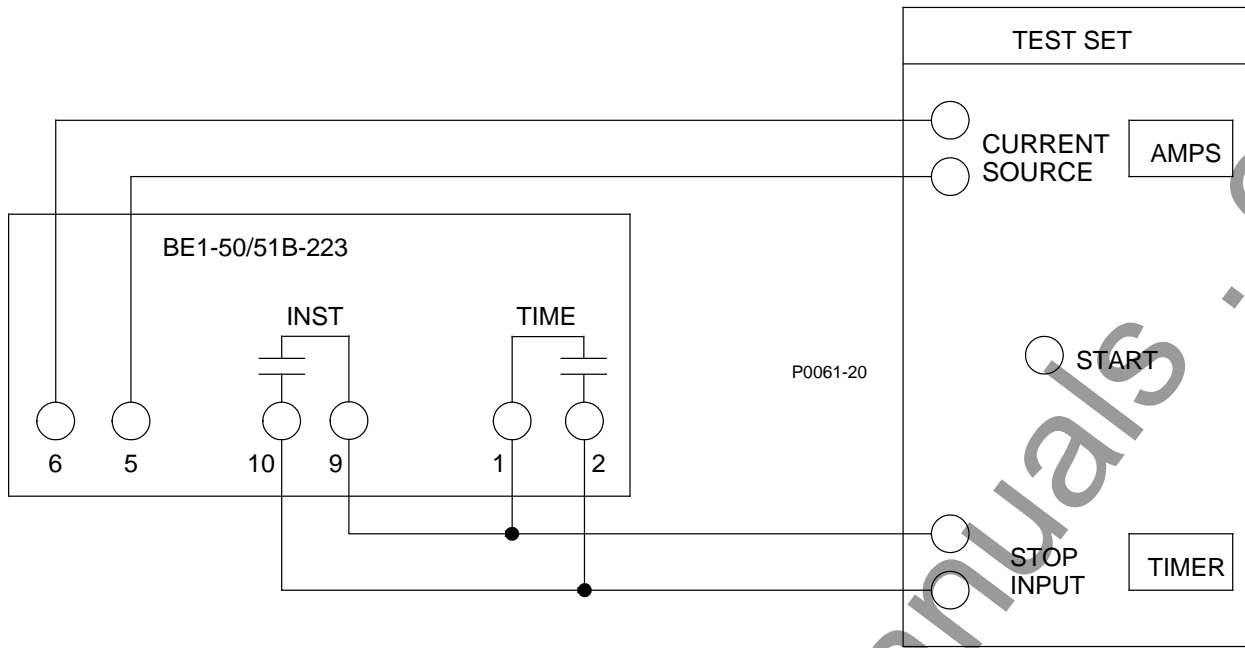 TEST SET
CURRENT
SOURCE
AMPS
BE1-50/51B-223
INST
TIME
P0061-20
START
6
5
10
9
1
2
STOP
INPUT
TIMER